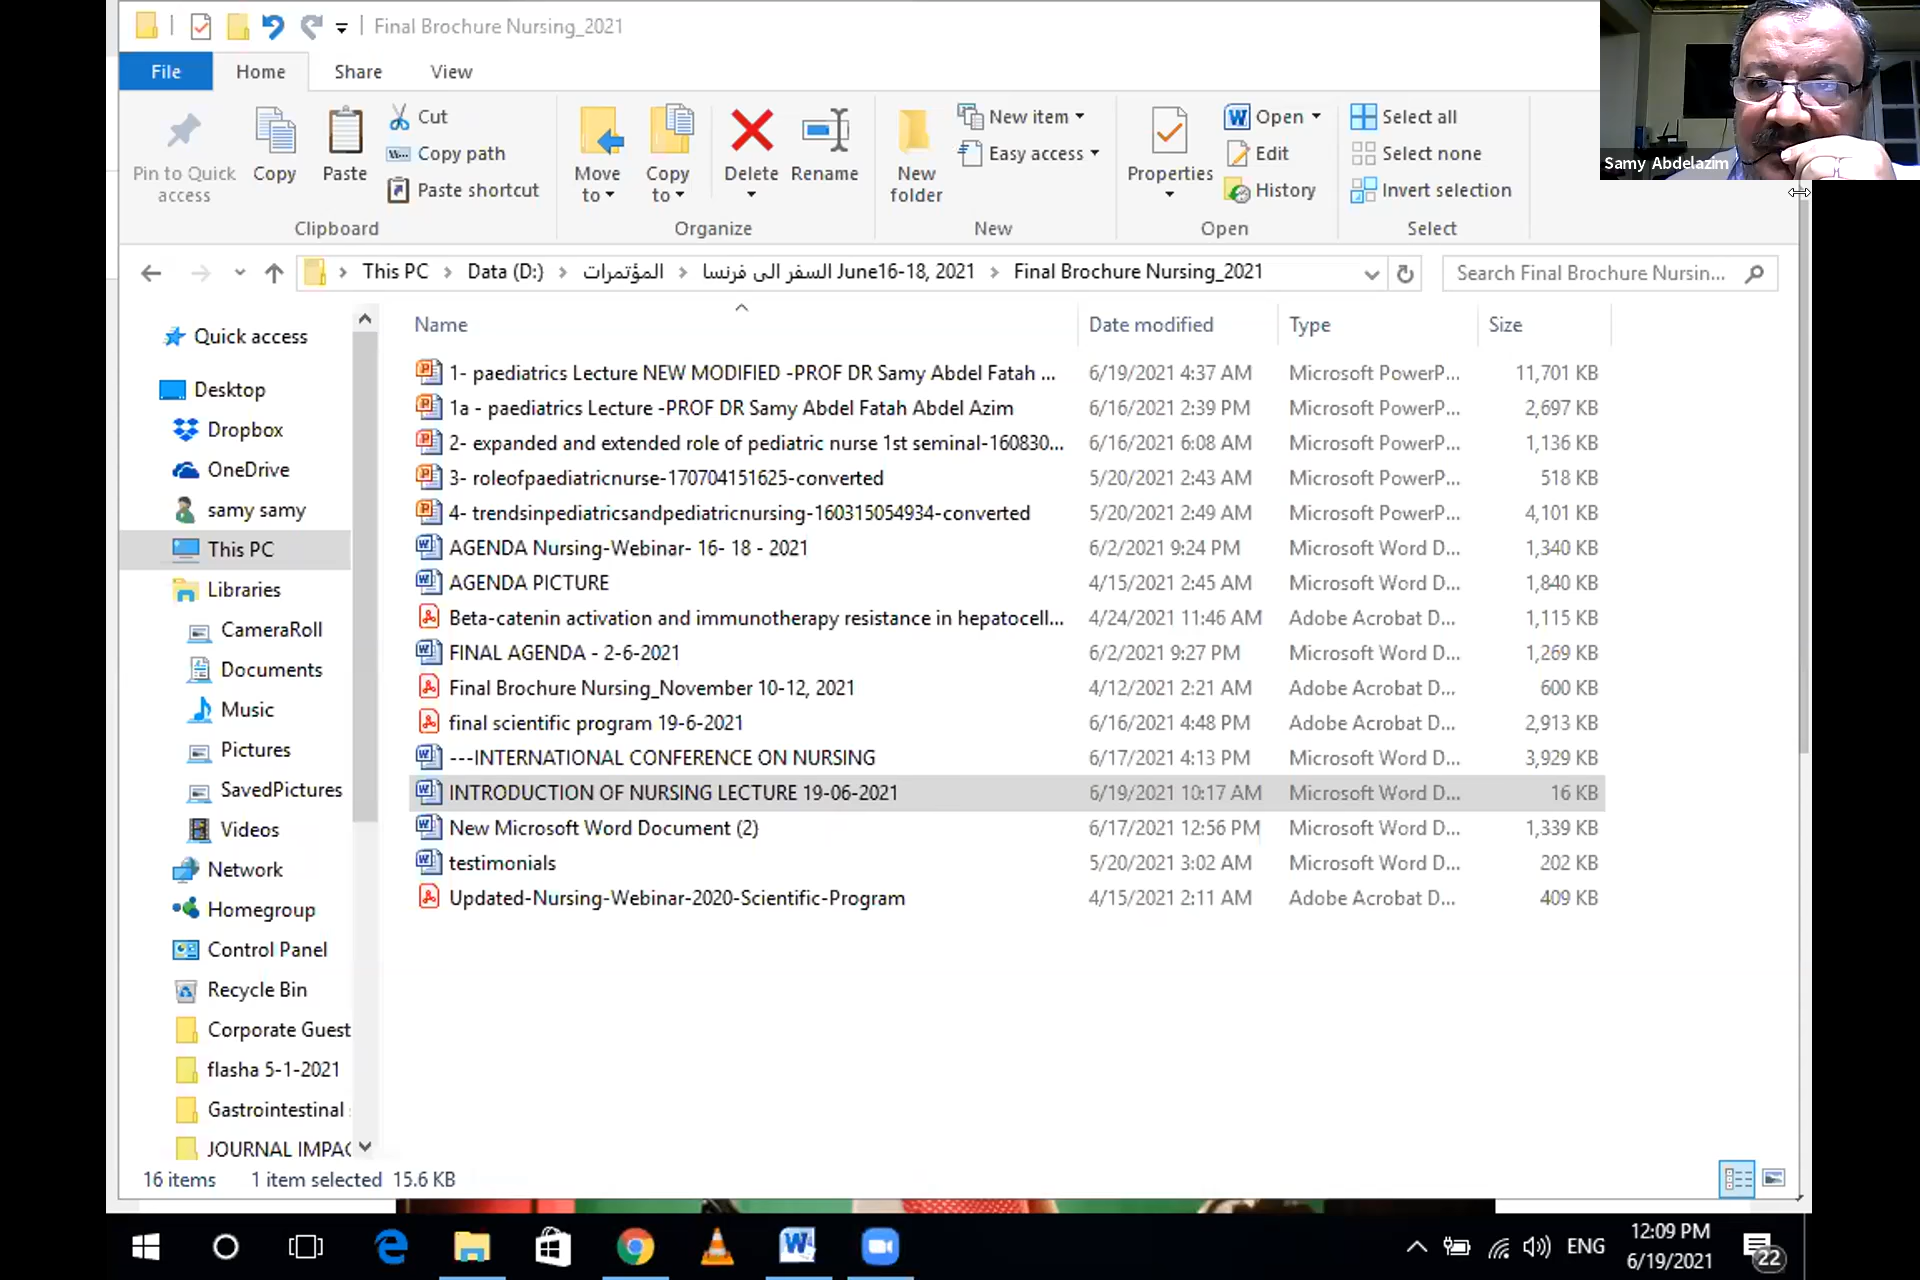 Final Brochure Nursing_2021
File Home Share View
Pin to Quick access
Copy
Paste
Cut
Copy path
Paste shortcut
Clipboard
Move to
Copy to
Delete
Rename
Organize
New folder
New item
Easy access
New
Properties
Open
Edit
History
Open
Select all
Select none
Invert selection
Select
Samy Abdelazim
This PC Data (D:) المؤتمرات السفر الى فرنسا June16-18, 2021 Final Brochure Nursing_2021
Search Final Brochure Nursin...
Quick access
Desktop
Dropbox
OneDrive
samy samy
This PC
Libraries
CameraRoll
Documents
Music
Pictures
SavedPictures
Videos
Network
Homegroup
Control Panel
Recycle Bin
Corporate Guest
flasha 5-1-2021
Gastrointestinal
JOURNAL IMPAC
Name Date modified Type Size
1- paediatrics Lecture NEW MODIFIED -PROF DR Samy Abdel Fatah ... 6/19/2021 4:37 AM Microsoft PowerP... 11,701 KB
1a - paediatrics Lecture -PROF DR Samy Abdel Fatah Abdel Azim 6/16/2021 2:39 PM Microsoft PowerP... 2,697 KB
2- expanded and extended role of pediatric nurse 1st seminal-160830... 6/16/2021 6:08 AM Microsoft PowerP... 1,136 KB
3- roleofpaediatricnurse-170704151625-converted 5/20/2021 2:43 AM Microsoft PowerP... 518 KB
4- trendsinpediatricsandpediatricnursing-160315054934-converted 5/20/2021 2:49 AM Microsoft PowerP... 4,101 KB
AGENDA Nursing-Webinar- 16- 18 - 2021 6/2/2021 9:24 PM Microsoft Word D... 1,340 KB
AGENDA PICTURE 4/15/2021 2:45 AM Microsoft Word D... 1,840 KB
Beta-catenin activation and immunotherapy resistance in hepatocell... 4/24/2021 11:46 AM Adobe Acrobat D... 1,115 KB
FINAL AGENDA - 2-6-2021 6/2/2021 9:27 PM Microsoft Word D... 1,269 KB
Final Brochure Nursing_November 10-12, 2021 4/12/2021 2:21 AM Adobe Acrobat D... 600 KB
final scientific program 19-6-2021 6/16/2021 4:48 PM Adobe Acrobat D... 2,913 KB
---INTERNATIONAL CONFERENCE ON NURSING 6/17/2021 4:13 PM Microsoft Word D... 3,929 KB
INTRODUCTION OF NURSING LECTURE 19-06-2021 6/19/2021 10:17 AM Microsoft Word D... 16 KB
New Microsoft Word Document (2) 6/17/2021 12:56 PM Microsoft Word D... 1,339 KB
testimonials 5/20/2021 3:02 AM Microsoft Word D... 202 KB
Updated-Nursing-Webinar-2020-Scientific-Program 4/15/2021 2:11 AM Adobe Acrobat D... 409 KB
16 items 1 item selected 15.6 KB
ENG
12:09 PM
6/19/2021
22